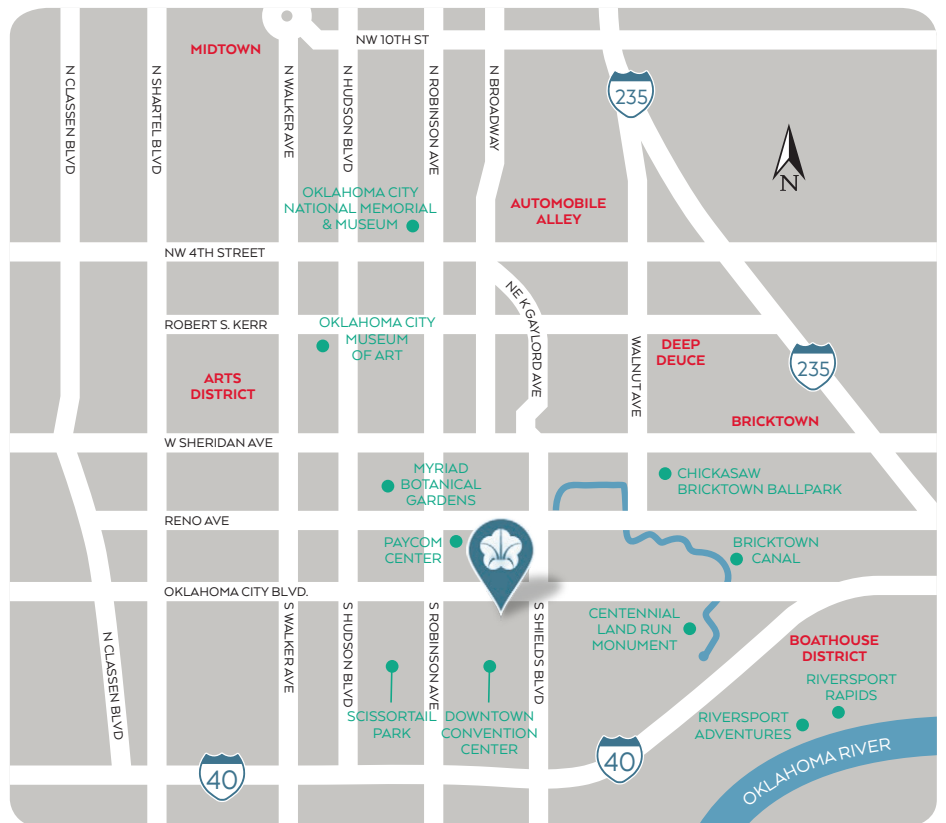 NW 10TH ST
MIDTOWN
N CLASSEN BLVD
N SHARTEL BLVD
N WALKER AVE
N HUDSON BLVD
N ROBINSON AVE
N BROADWAY
235
N
OKLAHOMA CITY
NATIONAL MEMORIAL
& MUSEUM
AUTOMOBILE
ALLEY
NW 4TH STREET
NE K GAYLORD AVE
ROBERT S. KERR
OKLAHOMA CITY
MUSEUM
OF ART
WALNUT AVE
DEEP
DEUCE
235
ARTS
DISTRICT
BRICKTOWN
W SHERIDAN AVE
MYRIAD
BOTANICAL
GARDENS
CHICKASAW
BRICKTOWN BALLPARK
RENO AVE
PAYCOM
CENTER
BRICKTOWN
CANAL
OKLAHOMA CITY BLVD.
S WALKER AVE
S HUDSON BLVD
S ROBINSON AVE
S SHIELDS BLVD
CENTENNIAL
LAND RUN
MONUMENT
N CLASSEN BLVD
BOATHOUSE
DISTRICT
RIVERSPORT
RAPIDS
SCISSORTAIL
PARK
DOWNTOWN
CONVENTION
CENTER
RIVERSPORT
ADVENTURES
40
40
OKLAHOMA RIVER